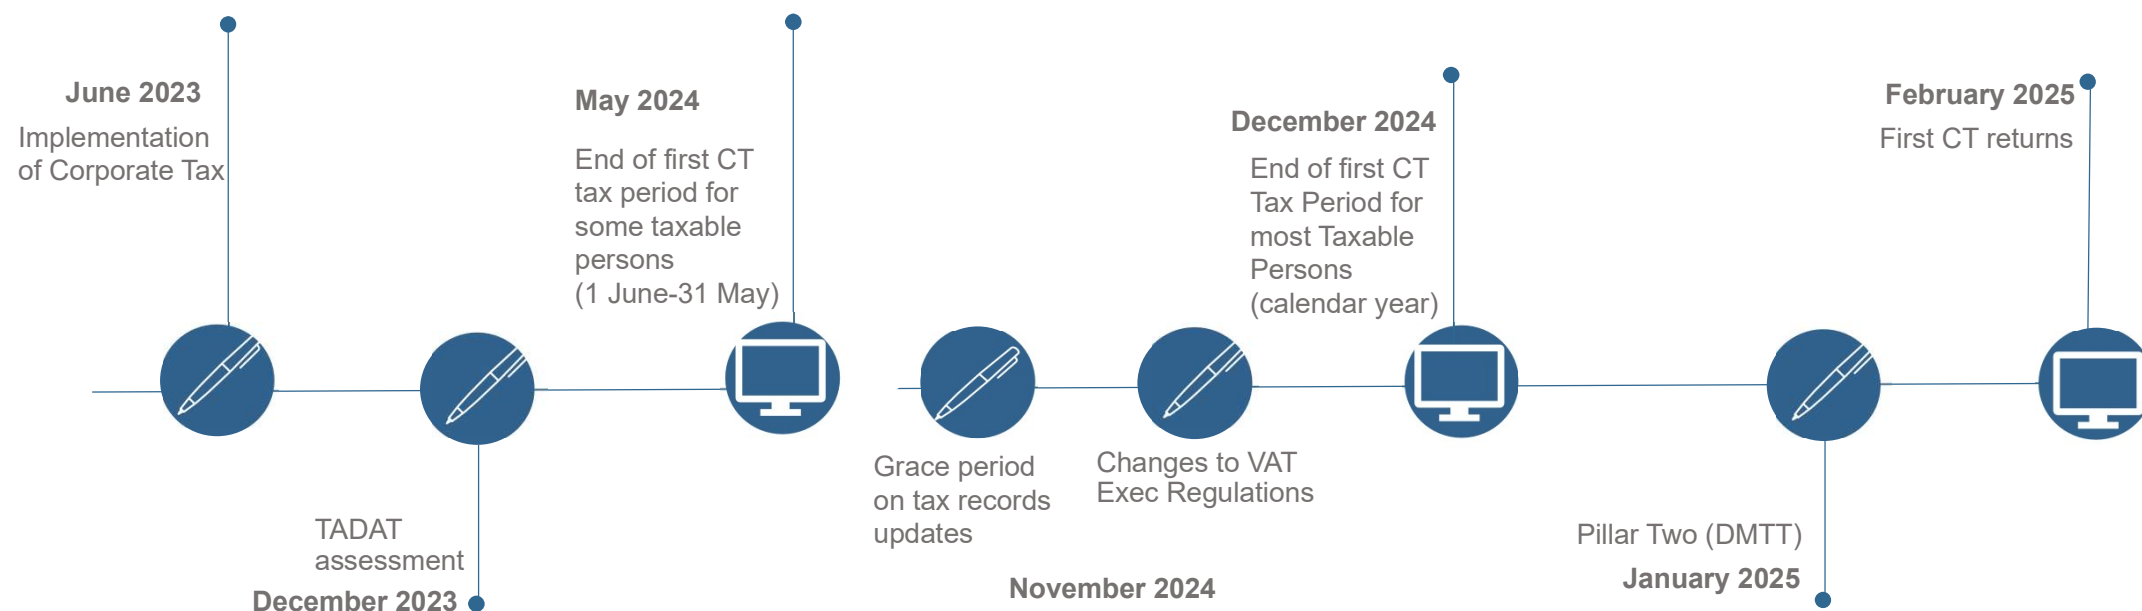 June 2023
Implementation
of Corporate Tax
TADAT
assessment
December 2023
May 2024
End of first CT
tax period for
some taxable
persons
(1 June-31 May)
Grace period
on tax records
updates
Changes to VAT
Exec Regulations
November 2024
December 2024
End of first CT
Tax Period for
most Taxable
Persons
(calendar year)
Pillar Two (DMTT)
January 2025
February 2025
First CT returns